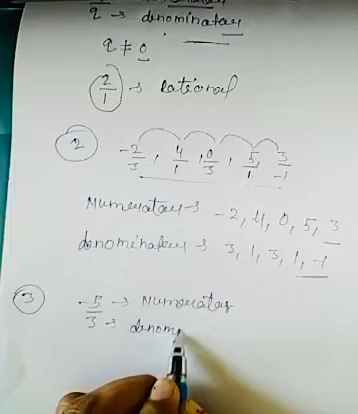 q → denominator
q ≠ 0
2/1 → Rational
2 -2/3, 4/1, 0/3, 5/1, 3/-1
Numerator → -2, 4, 0, 5, 3
denominator → 3, 1, 3, 1, -1
3 -5/3 → Numerator
→ denom